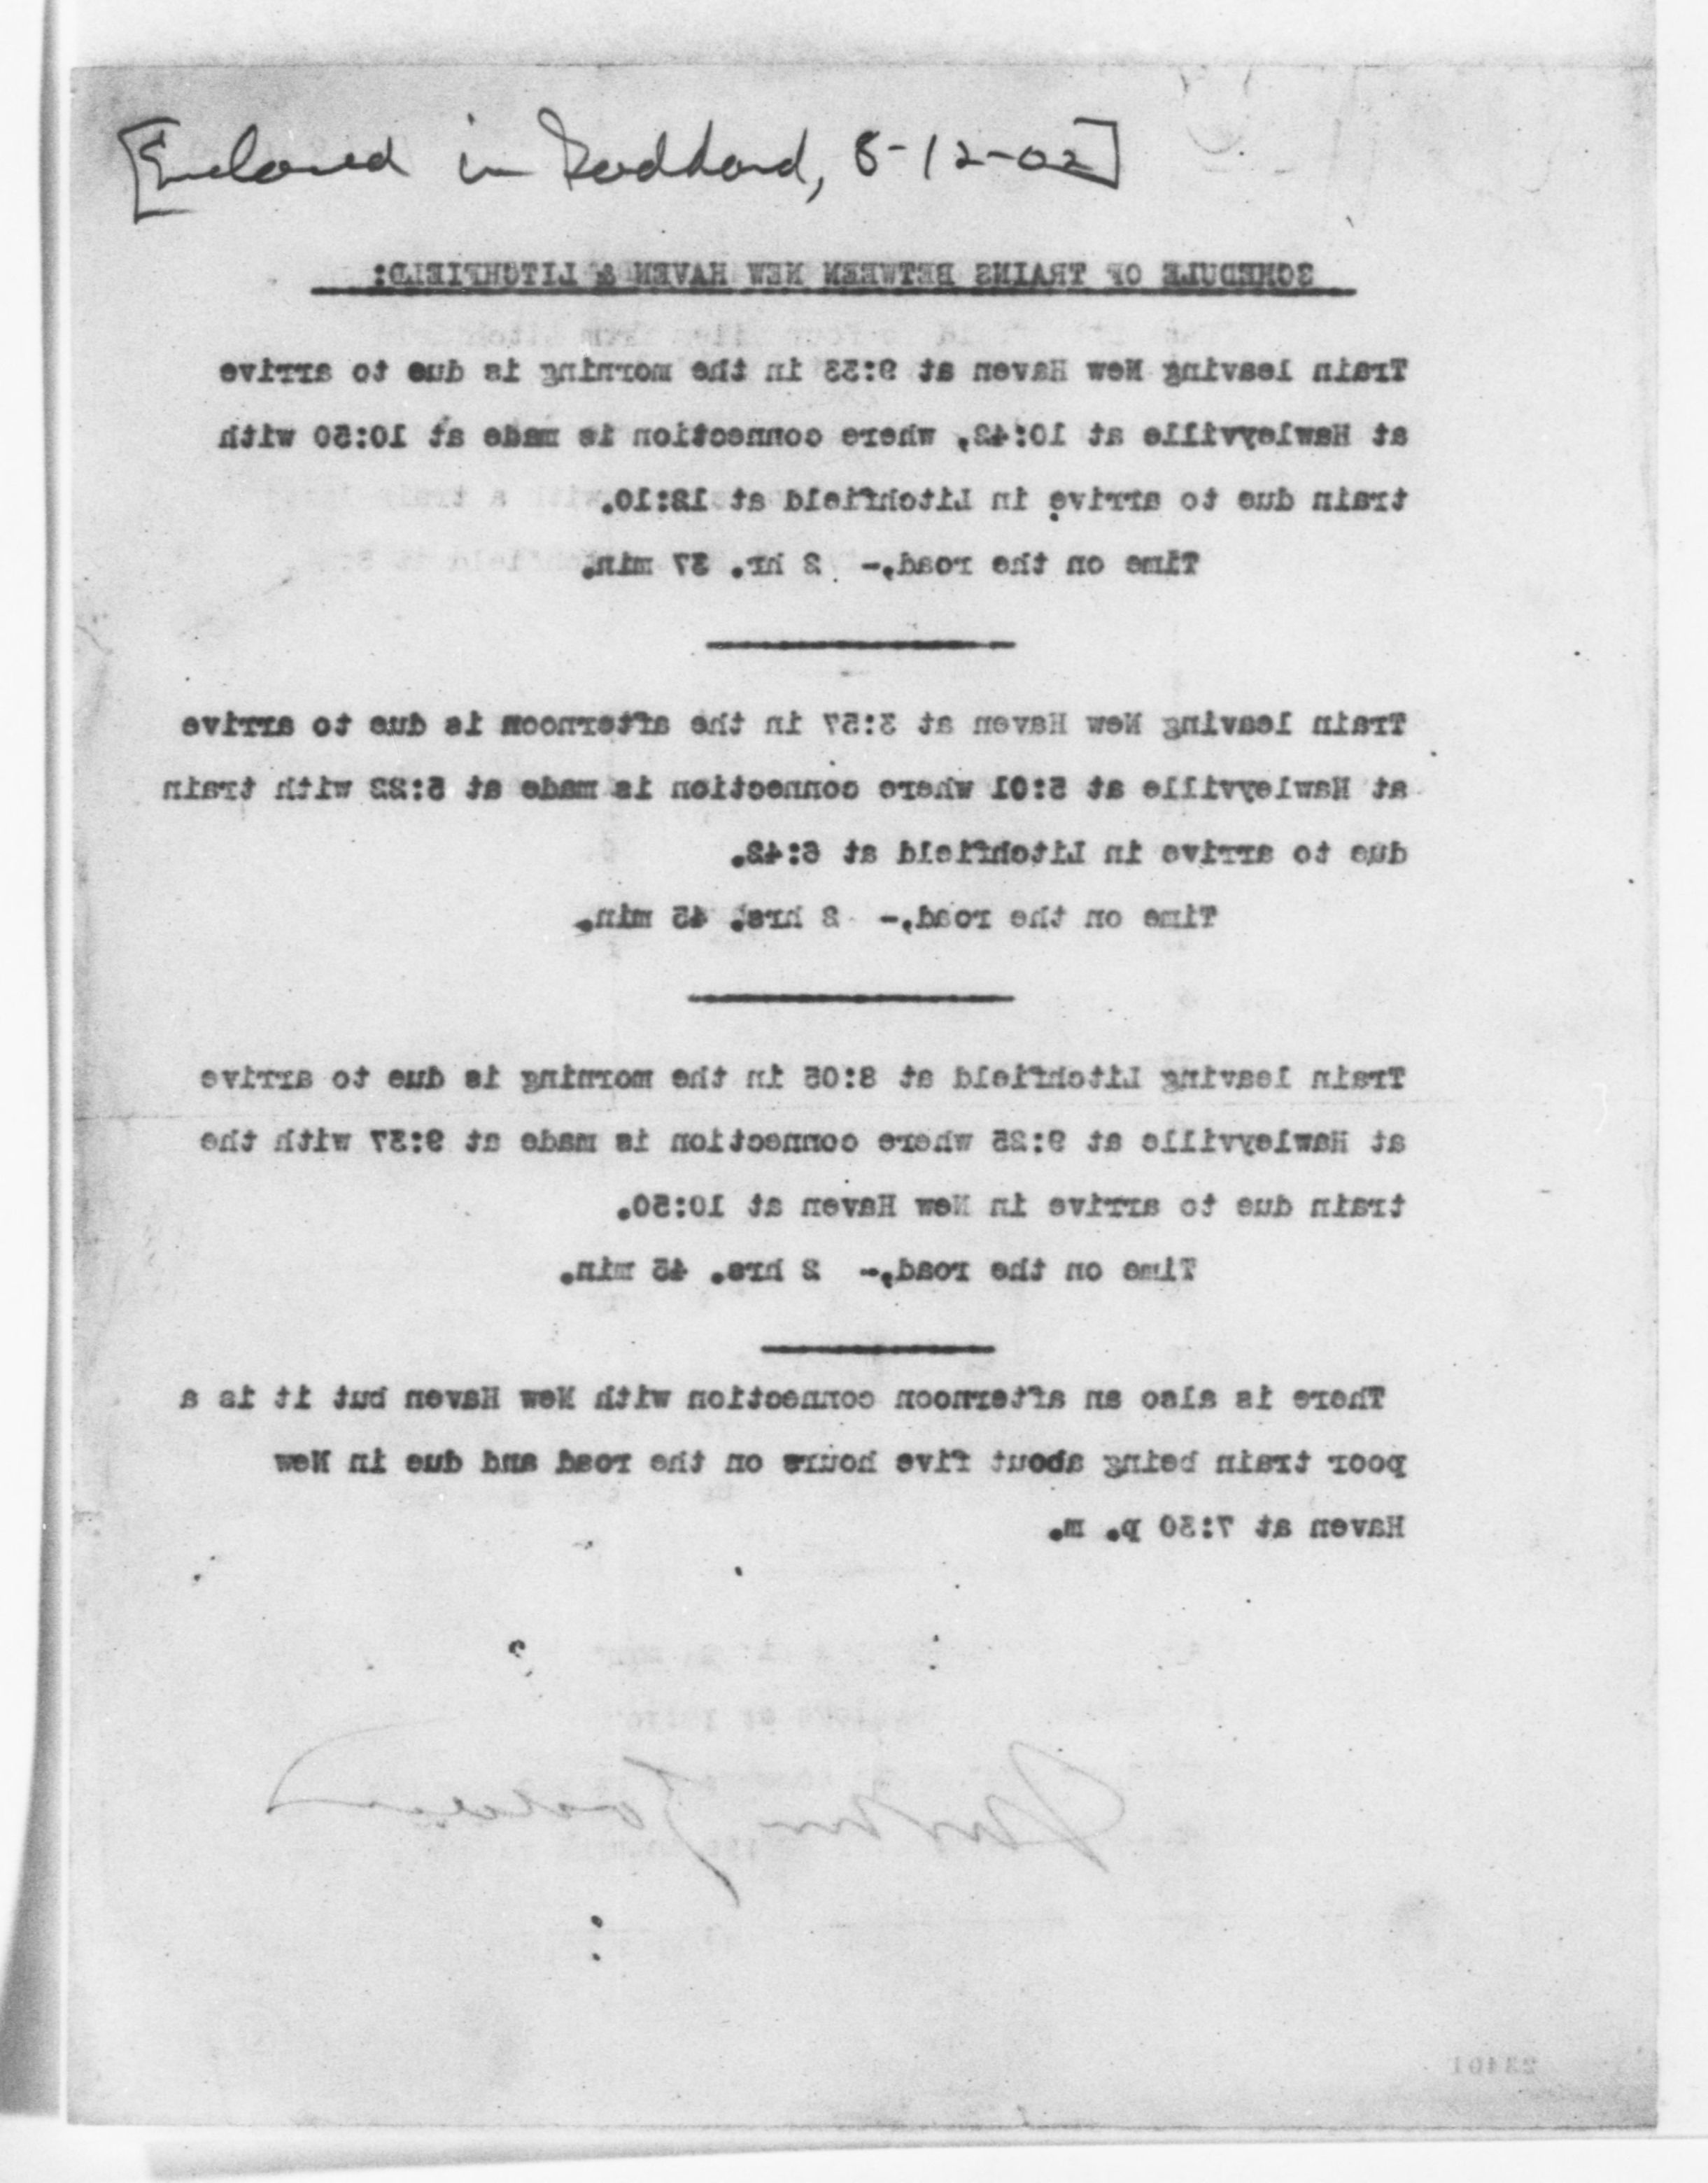 [Enclosed in Goddard, 8-12-02]
SCHEDULE OF TRAINS BETWEEN NEW HAVEN & LITCHFIELD:
Train leaving New Haven at 9:33 in the morning is due to arrive
at Hawleyville at 10:42, where connection is made at 10:50 with
train due to arrive in Litchfield at 12:10.
Time on the road,- 2 hr. 37 min.
Train leaving New Haven at 3:57 in the afternoon is due to arrive
at Hawleyville at 5:01 where connection is made at 5:22 with train
due to arrive in Litchfield at 6:42.
Time on the road,- 2 hrs. 45 min.
Train leaving Litchfield at 8:05 in the morning is due to arrive
at Hawleyville at 9:25 where connection is made at 9:37 with the
train due to arrive in New Haven at 10:50.
Time on the road,- 2 hrs. 45 min.
There is also an afternoon connection with New Haven but it is a
poor train being about five hours on the road and due in New
Haven at 7:30 p. m.
23401